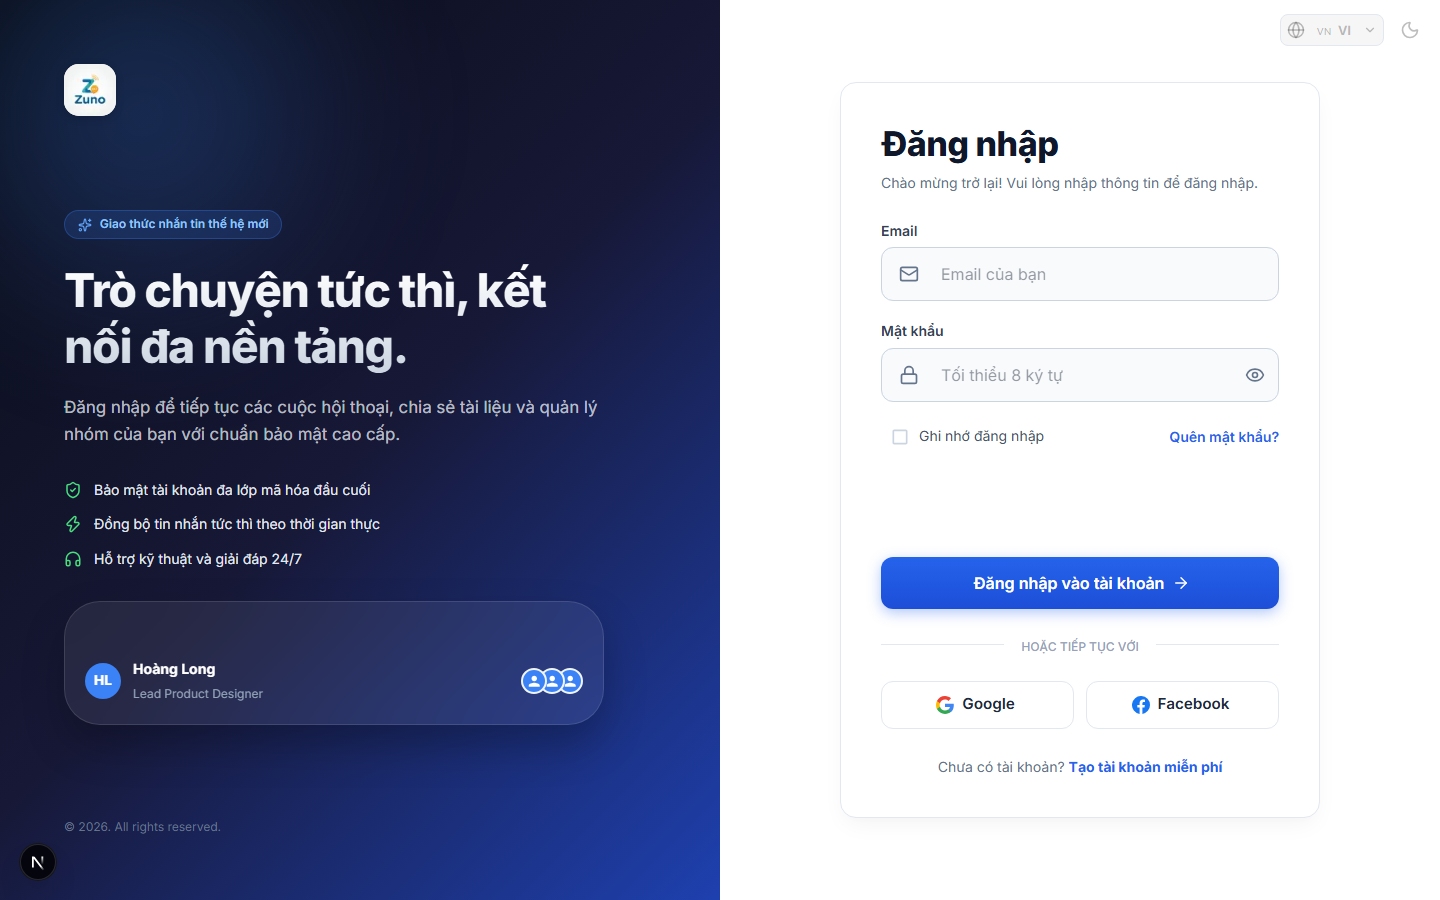 Zuno
Giao thức nhắn tin thế hệ mới
Trò chuyện tức thì, kết
nối đa nền tảng.
Đăng nhập để tiếp tục các cuộc hội thoại, chia sẻ tài liệu và quản lý
nhóm của bạn với chuẩn bảo mật cao cấp.
Bảo mật tài khoản đa lớp mã hóa đầu cuối
Đồng bộ tin nhắn tức thì theo thời gian thực
Hỗ trợ kỹ thuật và giải đáp 24/7
HL
Hoàng Long
Lead Product Designer
© 2026. All rights reserved.
N
VN VI
Đăng nhập
Chào mừng trở lại! Vui lòng nhập thông tin để đăng nhập.
Email
Email của bạn
Mật khẩu
Tối thiểu 8 ký tự
Ghi nhớ đăng nhập
Quên mật khẩu?
Đăng nhập vào tài khoản
HOẶC TIẾP TỤC VỚI
Google
Facebook
Chưa có tài khoản? Tạo tài khoản miễn phí